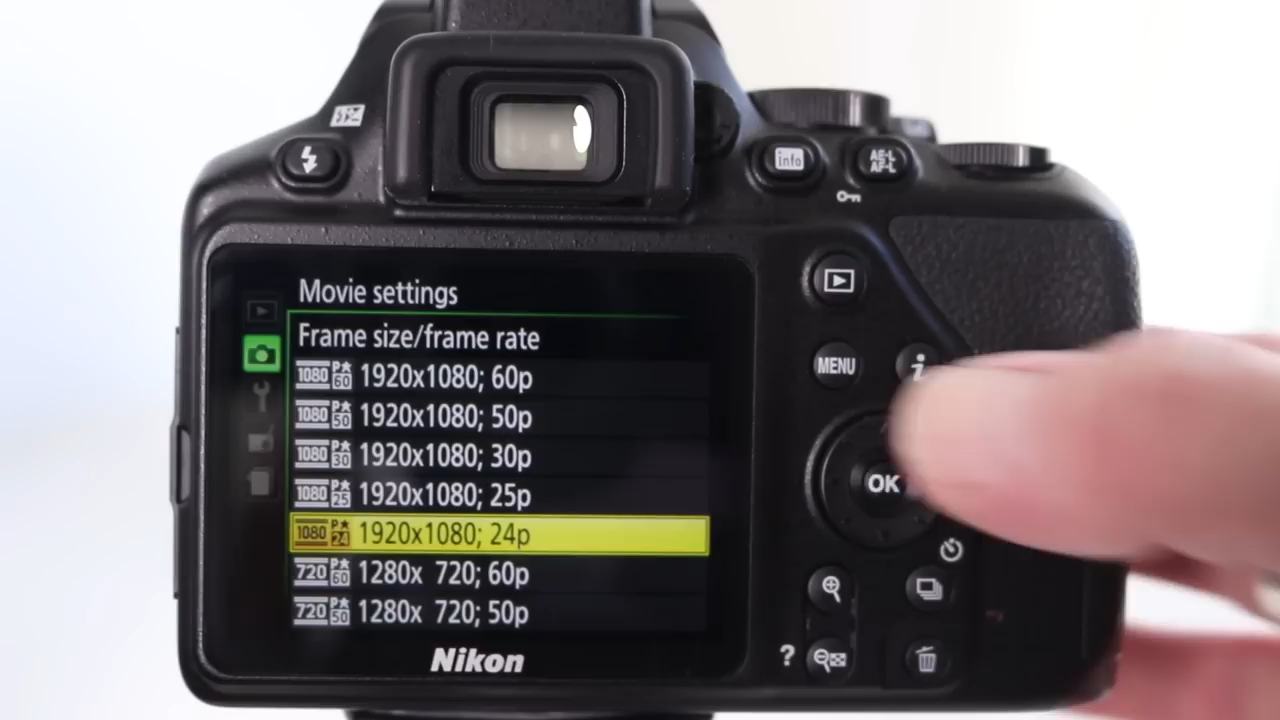 info
AE-L
AF-L
Movie settings
Frame size/frame rate
1080 P★60 1920x1080; 60p
1080 P★50 1920x1080; 50p
1080 P★30 1920x1080; 30p
1080 P★25 1920x1080; 25p
1080 P★24 1920x1080; 24p
720 P★60 1280x 720; 60p
720 P★50 1280x 720; 50p
MENU
i
OK
?
Nikon